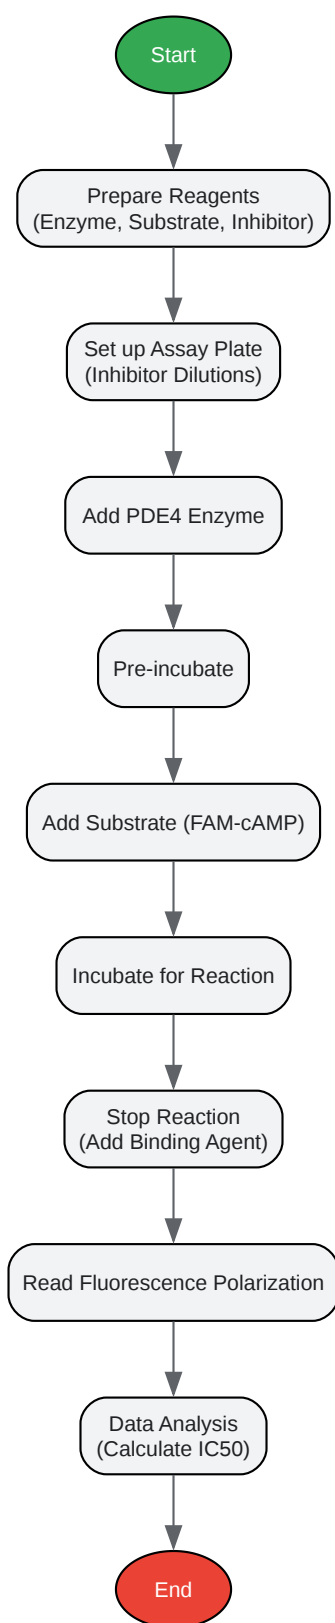 Start
Prepare Reagents
(Enzyme, Substrate, Inhibitor)
Set up Assay Plate
(Inhibitor Dilutions)
Add PDE4 Enzyme
Pre-incubate
Add Substrate (FAM-cAMP)
Incubate for Reaction
Stop Reaction
(Add Binding Agent)
Read Fluorescence Polarization
Data Analysis
(Calculate IC50)
End